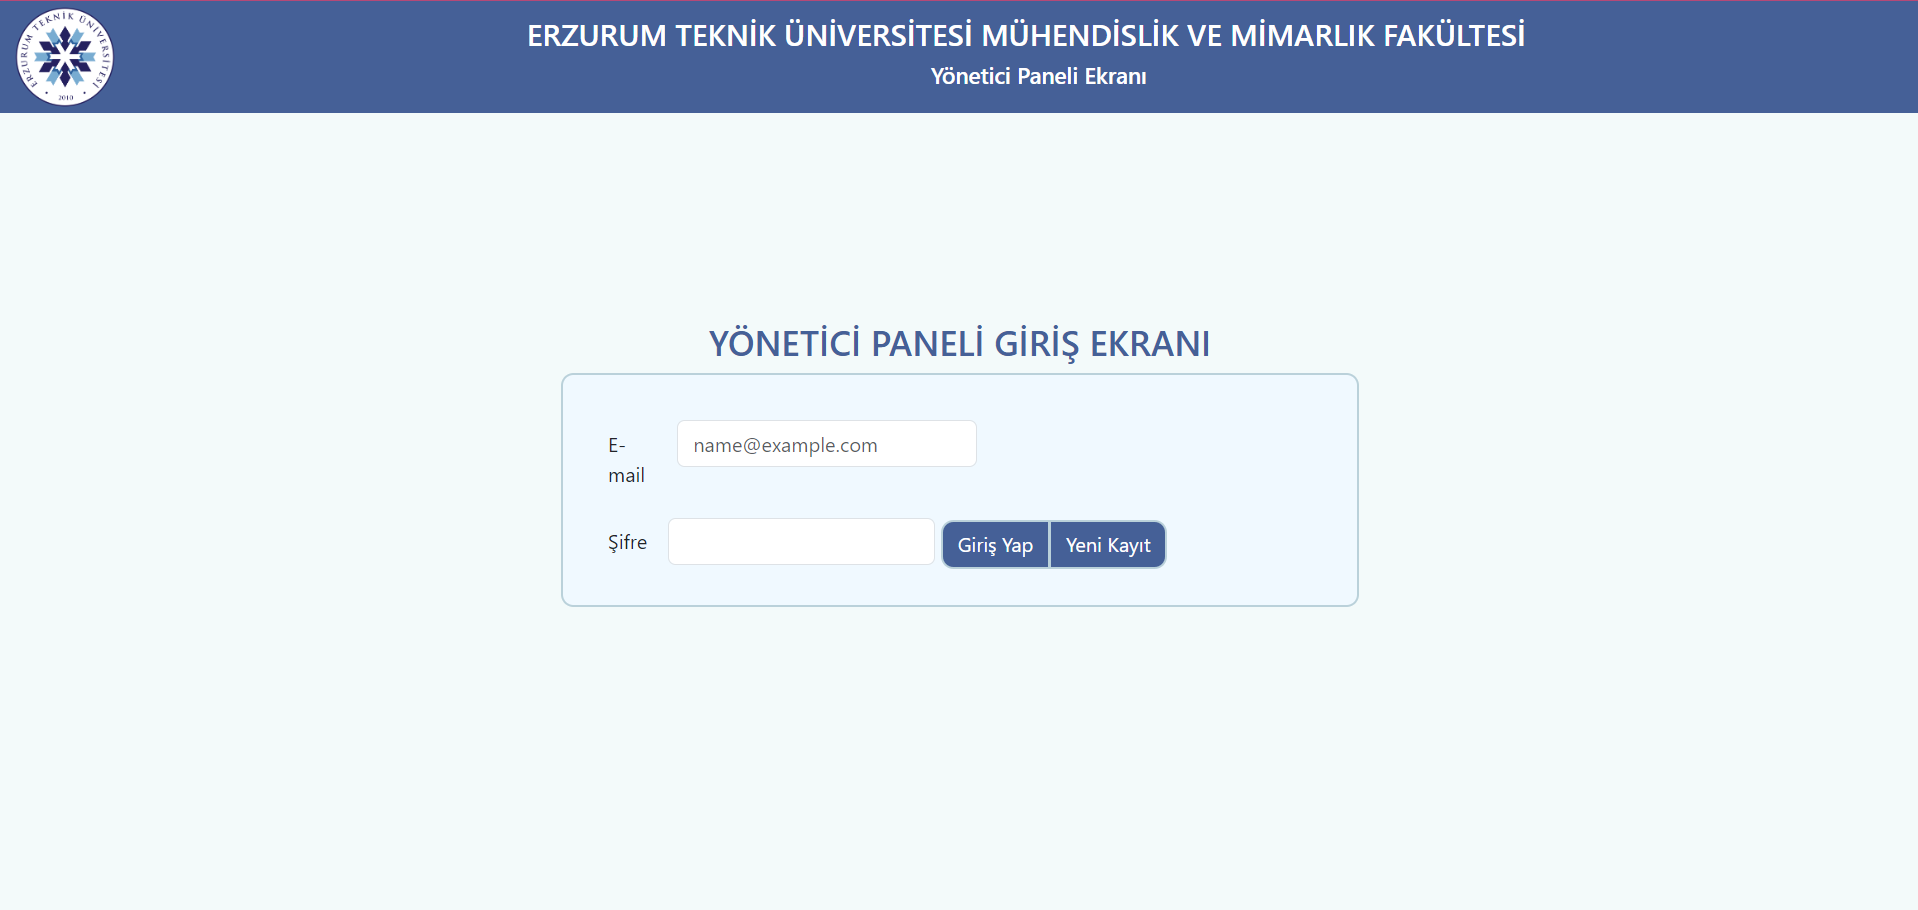 ERZURUM TEKNİK ÜNİVERSİTESİ
2010
ERZURUM TEKNİK ÜNİVERSİTESİ MÜHENDİSLİK VE MİMARLIK FAKÜLTESİ
Yönetici Paneli Ekranı
YÖNETİCİ PANELİ GİRİŞ EKRANI
E-
mail
name@example.com
Şifre
Giriş Yap
Yeni Kayıt